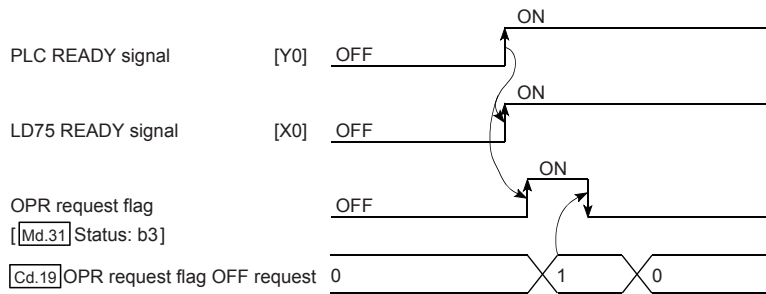 ON
PLC READY signal [Y0] OFF
ON
LD75 READY signal [X0] OFF
ON
OPR request flag OFF
[Md.31 Status: b3]
Cd.19 OPR request flag OFF request 0 1 0